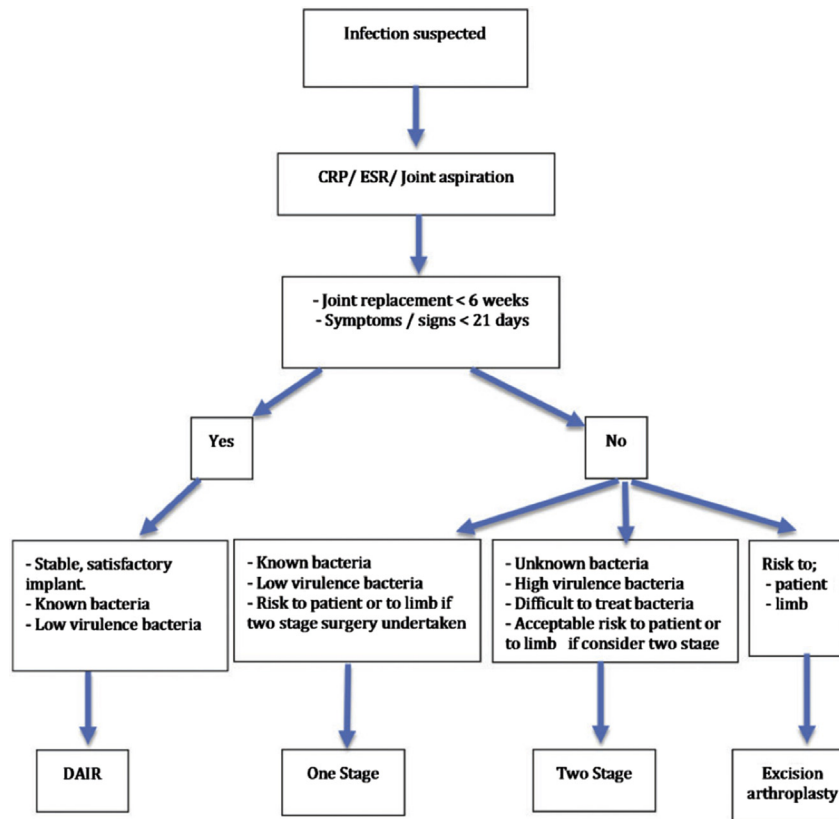 Infection suspected
CRP/ ESR/ Joint aspiration
- Joint replacement < 6 weeks
- Symptoms / signs < 21 days
Yes
No
- Stable, satisfactory
implant.
- Known bacteria
- Low virulence bacteria
- Known bacteria
- Low virulence bacteria
- Risk to patient or to limb if
two stage surgery undertaken
- Unknown bacteria
- High virulence bacteria
- Difficult to treat bacteria
- Acceptable risk to patient or
to limb if consider two stage
Risk to;
- patient
- limb
DAIR
One Stage
Two Stage
Excision
arthroplasty